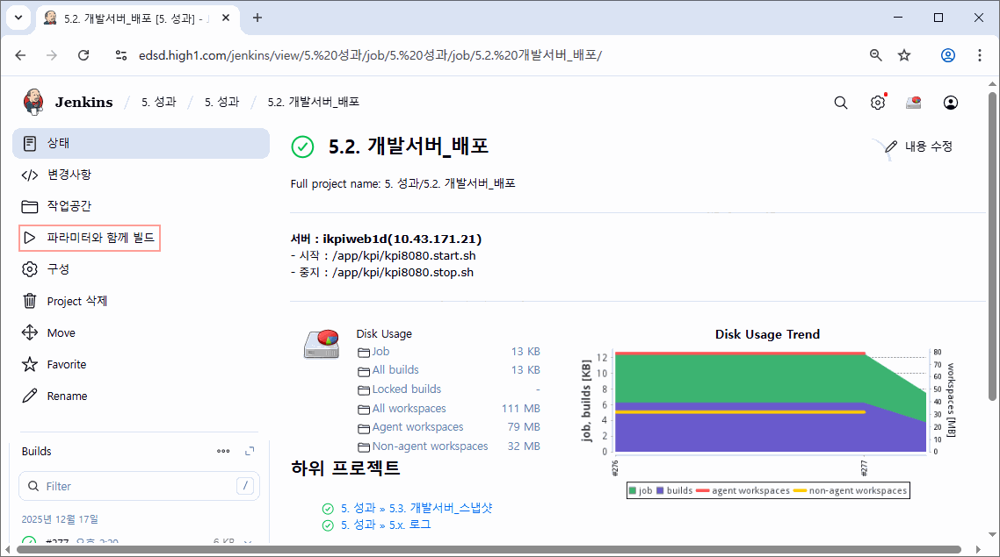 5.2. 개발서버_배포 [5. 성과] - J
edsd.high1.com/jenkins/view/5.%20성과/job/5.%20성과/job/5.2.%20개발서버_배포/
Jenkins / 5. 성과 / 5. 성과 / 5.2. 개발서버_배포
상태
변경사항
작업공간
파라미터와 함께 빌드
구성
Project 삭제
Move
Favorite
Rename
Builds
Filter /
2025년 12월 17일
#277 오후 2:20 6 KB
5.2. 개발서버_배포
내용 수정
Full project name: 5. 성과/5.2. 개발서버_배포
서버 : ikpiweb1d(10.43.171.21)
- 시작 : /app/kpi/kpi8080.start.sh
- 중지 : /app/kpi/kpi8080.stop.sh
Disk Usage
Job 13 KB
All builds 13 KB
Locked builds -
All workspaces 111 MB
Agent workspaces 79 MB
Non-agent workspaces 32 MB
Disk Usage Trend
job, builds [KB]
12
10
8
6
4
2
0
80
70
60
50
40
30
20
10
0
workspaces [MB]
#276
#277
job builds agent workspaces non-agent workspaces
하위 프로젝트
5. 성과 » 5.3. 개발서버_스냅샷
5. 성과 » 5.x. 로그